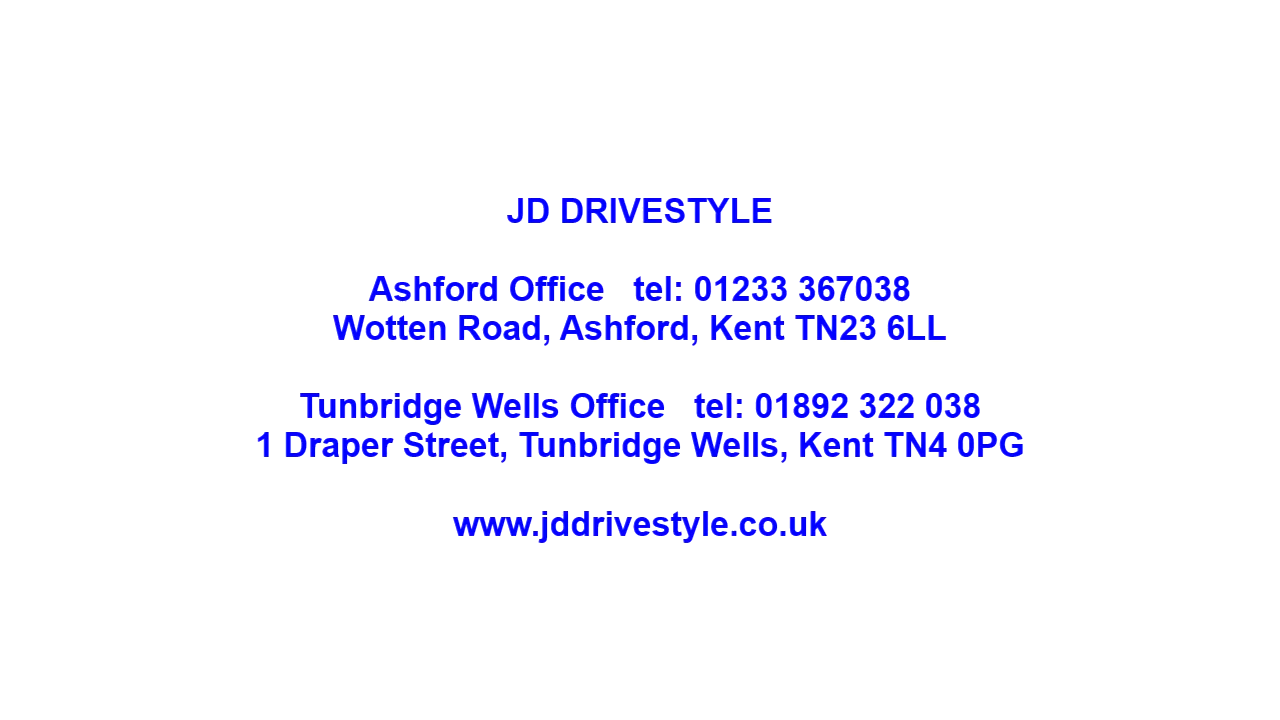 JD DRIVESTYLE
Ashford Office   tel: 01233 367038
Wotten Road, Ashford, Kent TN23 6LL
Tunbridge Wells Office   tel: 01892 322 038
1 Draper Street, Tunbridge Wells, Kent TN4 0PG
www.jddrivestyle.co.uk